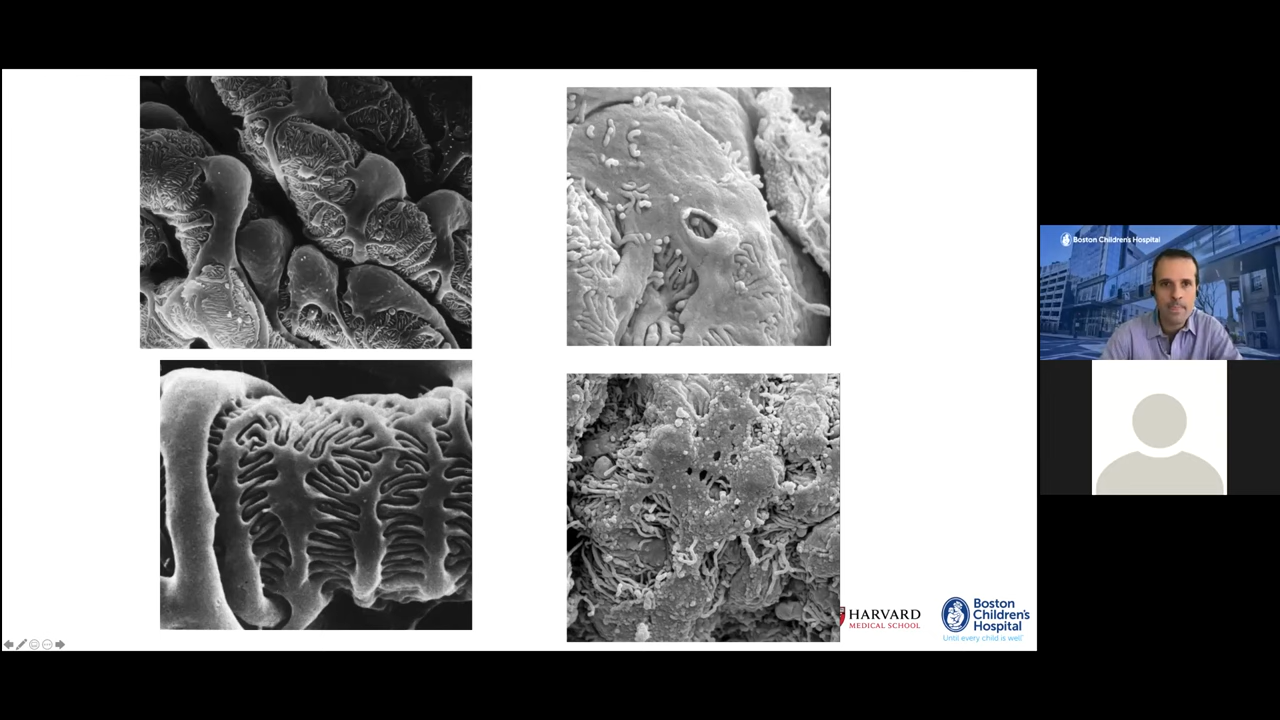 Boston Children's Hospital
HARVARD
MEDICAL SCHOOL
Boston
Children's
Hospital
Until every child is well